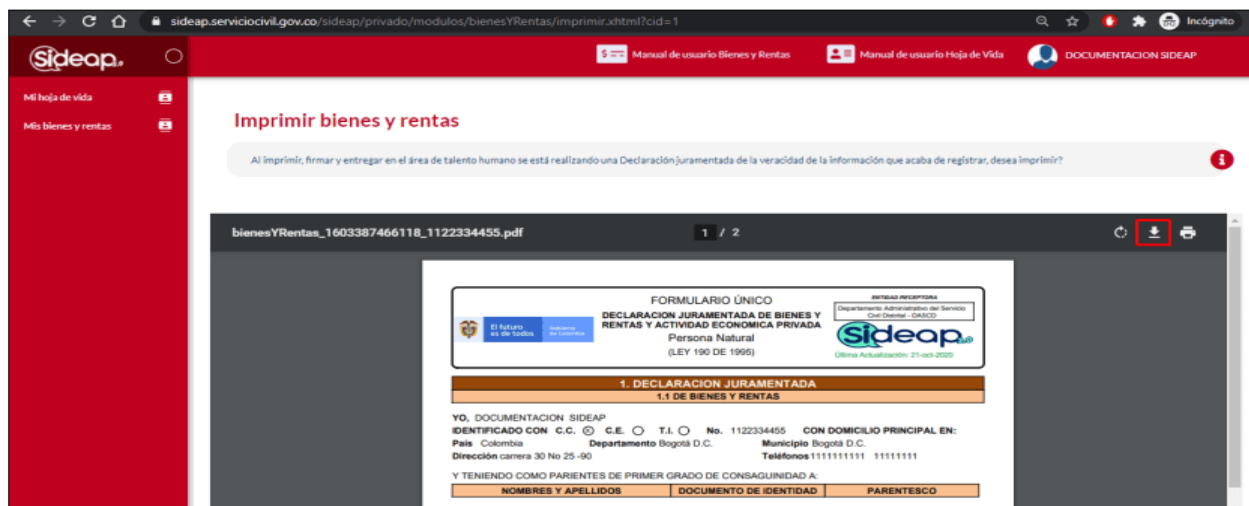 sideap.serviciocivil.gov.co/sideap/privado/modulos/bienesYRentas/imprimir.xhtml?cid=1
Incógnito
Sideap
Manual de usuario Bienes y Rentas
Manual de usuario Hoja de Vida
DOCUMENTACION SIDEAP
Mi hoja de vida
Mis bienes y rentas
Imprimir bienes y rentas
Al imprimir, firmar y entregar en el área de talento humano se está realizando una Declaración juramentada de la veracidad de la información que acaba de registrar, desea imprimir?
bienesYRentas_1603387466118_1122334455.pdf
1 / 2
FORMULARIO ÚNICO
DECLARACION JURAMENTADA DE BIENES Y
RENTAS Y ACTIVIDAD ECONOMICA PRIVADA
Persona Natural
(LEY 190 DE 1995)
El futuro
es de todos
Gobierno
de Colombia
ENTIDAD RECEPTORA
Departamento Administrativo del Servicio
Civil Distrital - DASCD
Sideap 2.0
Última Actualización: 21-oct-2020
1. DECLARACION JURAMENTADA
1.1 DE BIENES Y RENTAS
YO, DOCUMENTACION SIDEAP
IDENTIFICADO CON C.C. C.E. T.I. No. 1122334455 CON DOMICILIO PRINCIPAL EN:
Pais Colombia Departamento Bogotá D.C. Municipio Bogotá D.C.
Dirección carrera 30 No 25 -90 Teléfonos 1111111111 11111111
Y TENIENDO COMO PARIENTES DE PRIMER GRADO DE CONSAGUINIDAD A:
NOMBRES Y APELLIDOS DOCUMENTO DE IDENTIDAD PARENTESCO